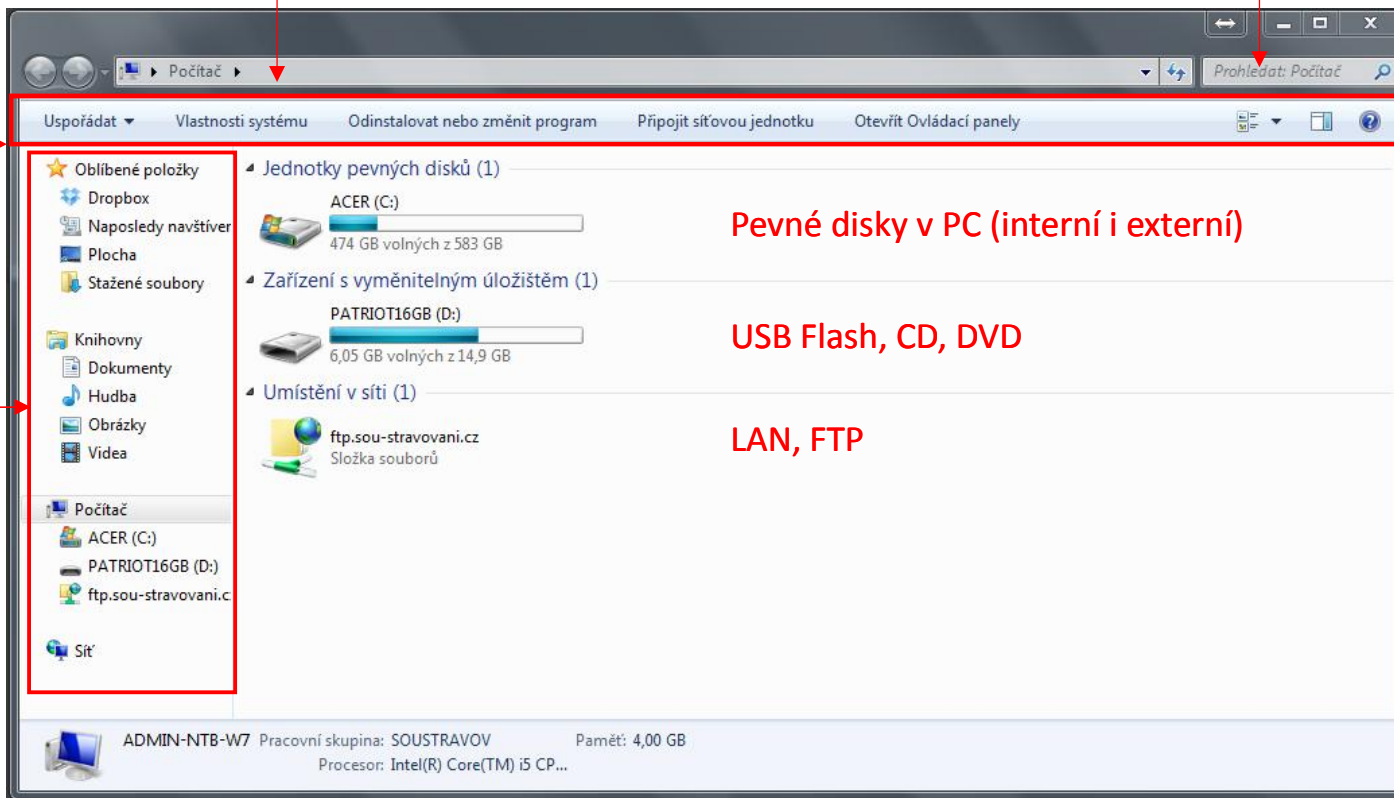 Počítač
Prohledat: Počítač
Uspořádat
Vlastnosti systému
Odinstalovat nebo změnit program
Připojit síťovou jednotku
Otevřít Ovládací panely
Oblíbené položky
Dropbox
Naposledy navštíver
Plocha
Stažené soubory
Knihovny
Dokumenty
Hudba
Obrázky
Videa
Počítač
ACER (C:)
PATRIOT16GB (D:)
ftp.sou-stravovani.c
Síť
Jednotky pevných disků (1)
ACER (C:)
474 GB volných z 583 GB
Pevné disky v PC (interní i externí)
Zařízení s vyměnitelným úložištěm (1)
PATRIOT16GB (D:)
6,05 GB volných z 14,9 GB
USB Flash, CD, DVD
Umístění v síti (1)
ftp.sou-stravovani.cz
Složka souborů
LAN, FTP
ADMIN-NTB-W7 Pracovní skupina: SOUSTRAVOV Paměť: 4,00 GB
Procesor: Intel(R) Core(TM) i5 CP...